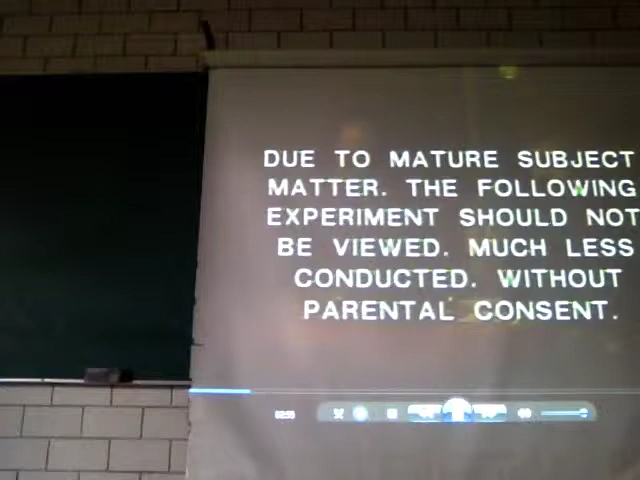 DUE TO MATURE SUBJECT
MATTER. THE FOLLOWING
EXPERIMENT SHOULD NOT
BE VIEWED. MUCH LESS
CONDUCTED. WITHOUT
PARENTAL CONSENT.